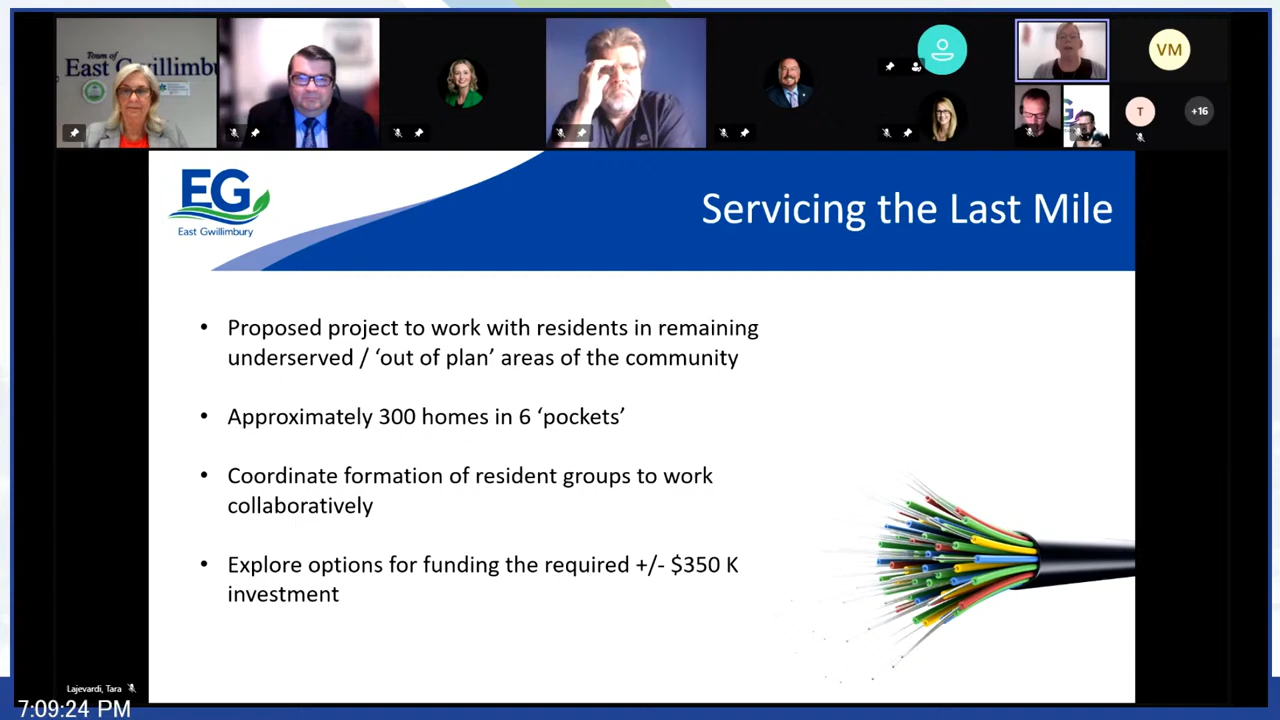 Town of
East Gwillimbu
VM
T
+16
EG
East Gwillimbury
Servicing the Last Mile
• Proposed project to work with residents in remaining
underserved / ‘out of plan’ areas of the community
• Approximately 300 homes in 6 ‘pockets’
• Coordinate formation of resident groups to work
collaboratively
• Explore options for funding the required +/- $350 K
investment
Lajevardi, Tara
7:09:24 PM